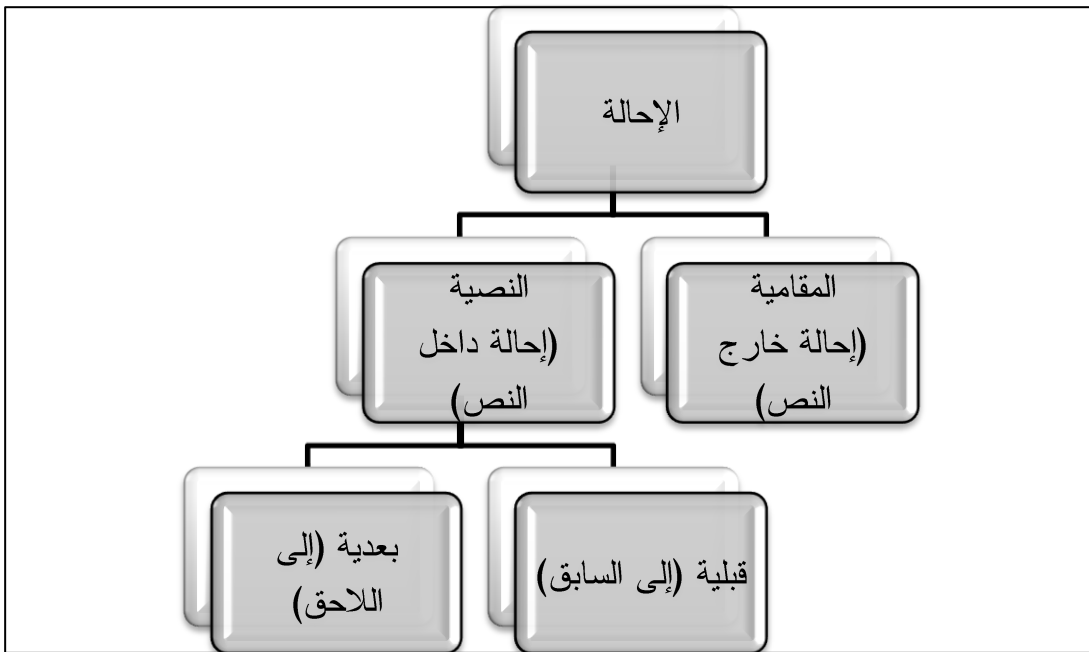 الإحالة
المقامية
(إحالة خارج
النص)
النصية
(إحالة داخل
النص)
قبلية (إلى السابق)
بعدية (إلى
اللاحق)